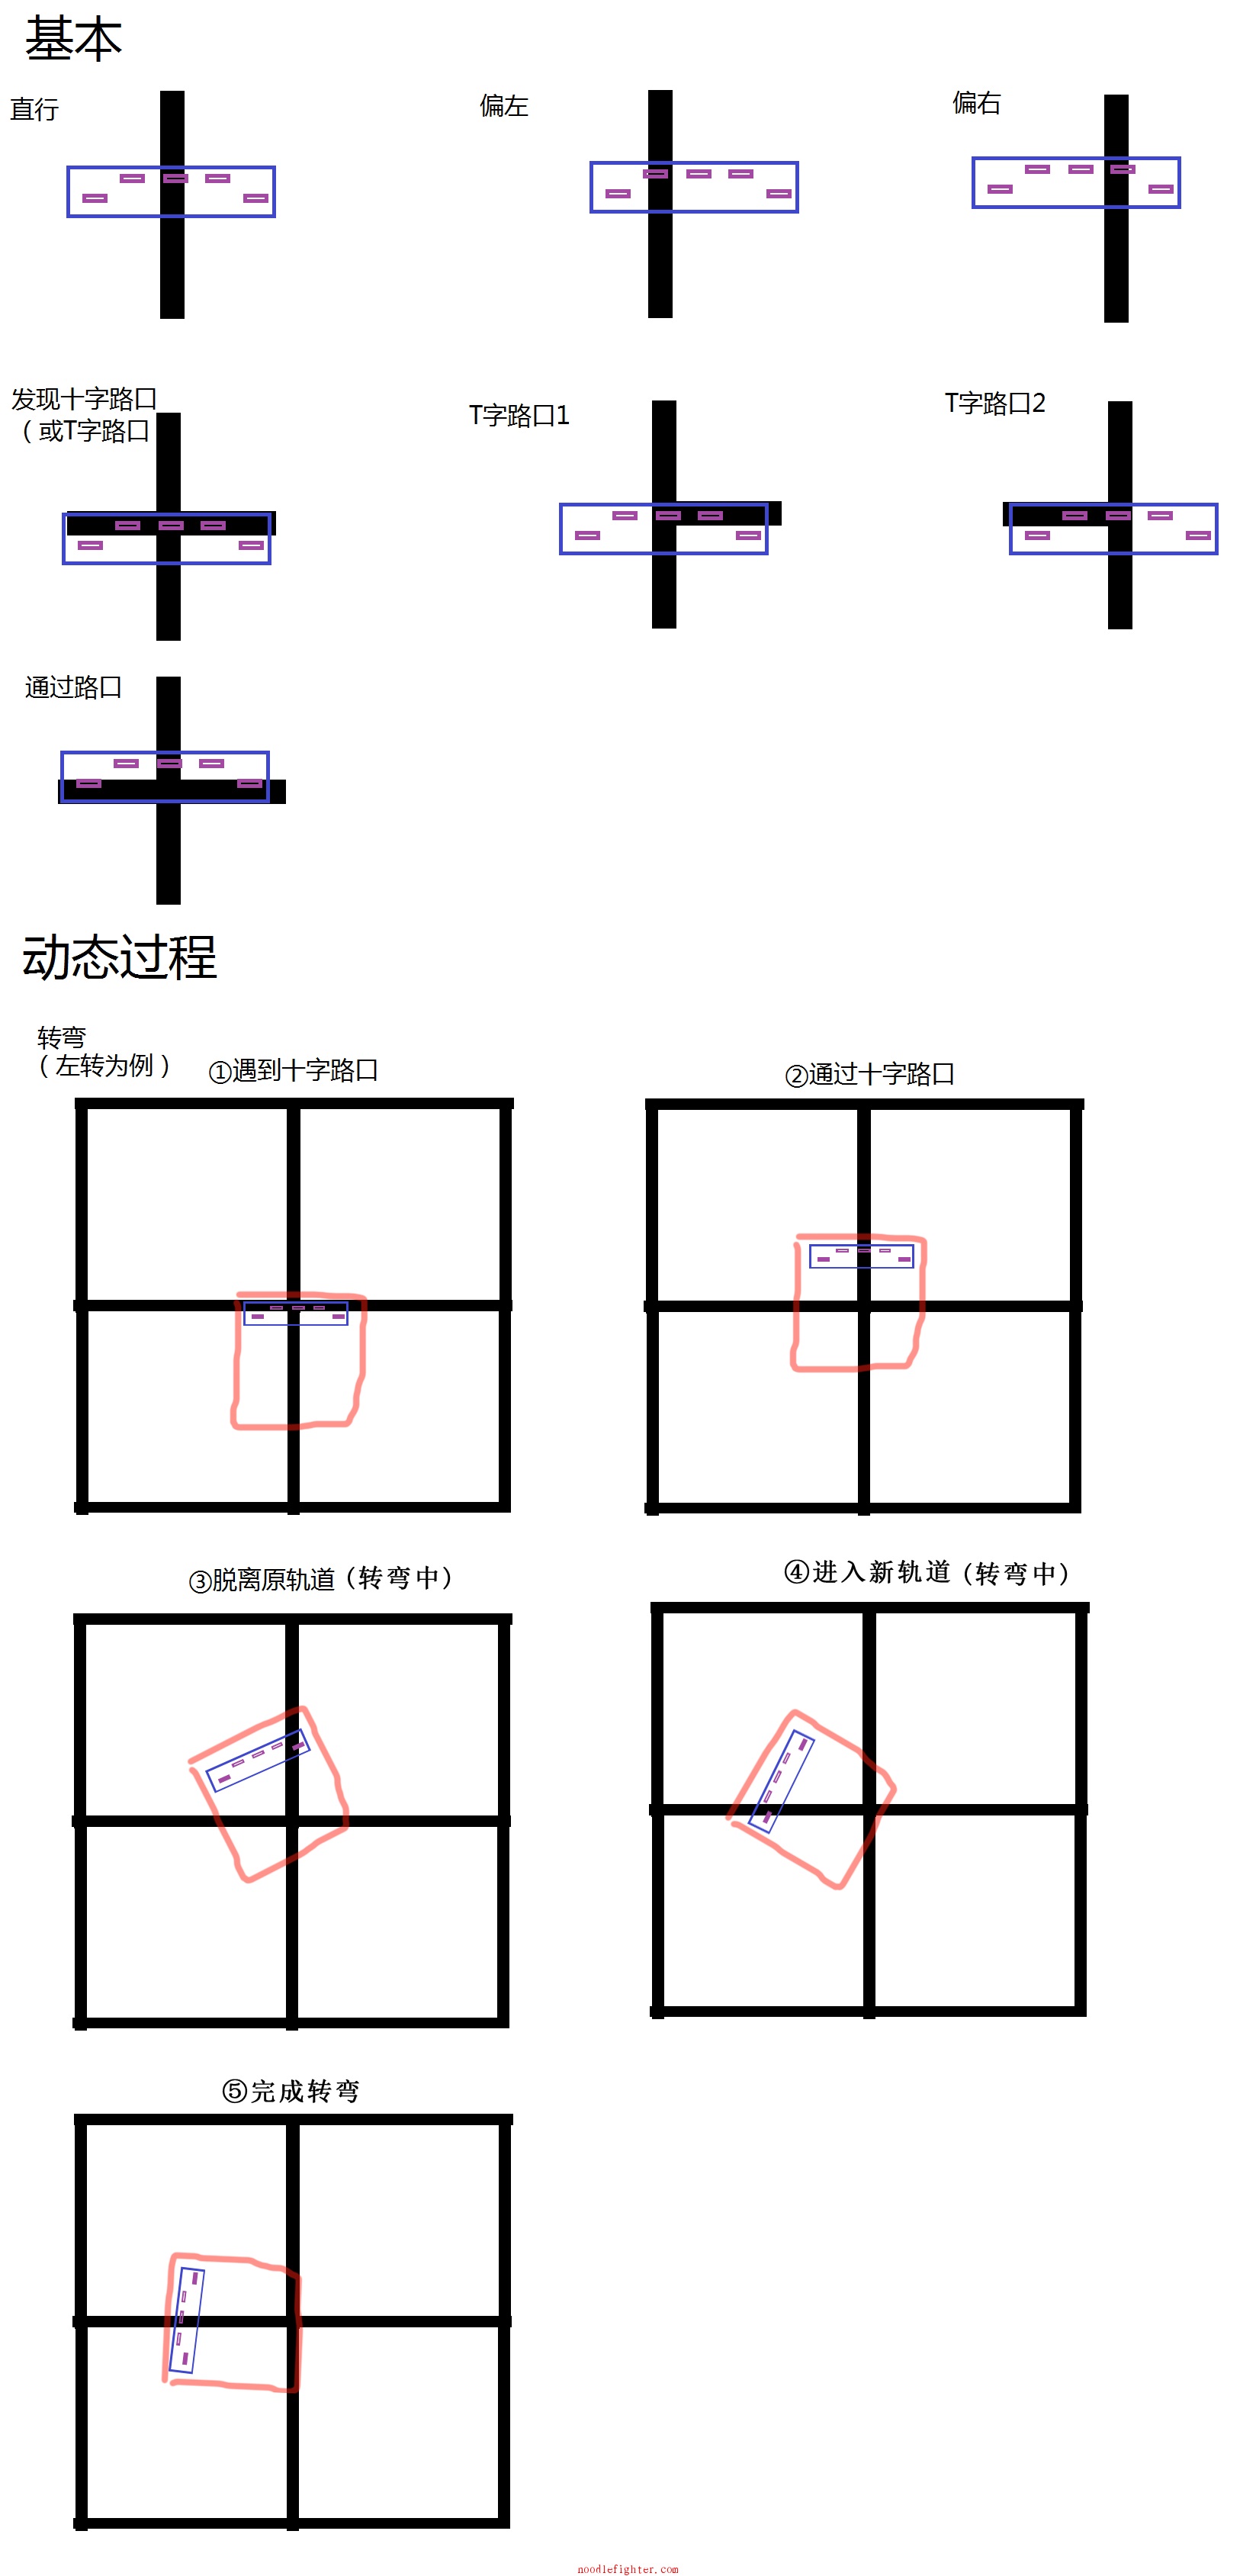 基本
直行
偏左
偏右
发现十字路口
（或T字路口
T字路口1
T字路口2
通过路口
动态过程
转弯
（左转为例）
①遇到十字路口
②通过十字路口
③脱离原轨道（转弯中）
④进入新轨道（转弯中）
⑤完成转弯
noodlefighter.com